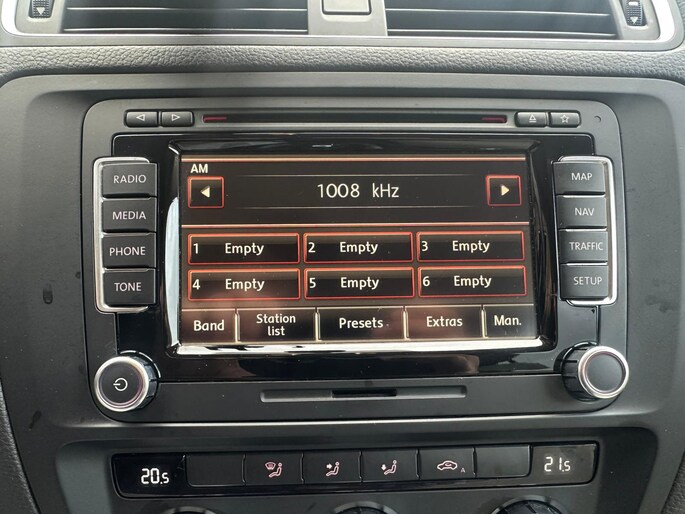 AM
1008 kHz
1 Empty 2 Empty 3 Empty
4 Empty 5 Empty 6 Empty
Band Station list Presets Extras Man.
RADIO
MEDIA
PHONE
TONE
MAP
NAV
TRAFFIC
SETUP
20.5
A
21.5